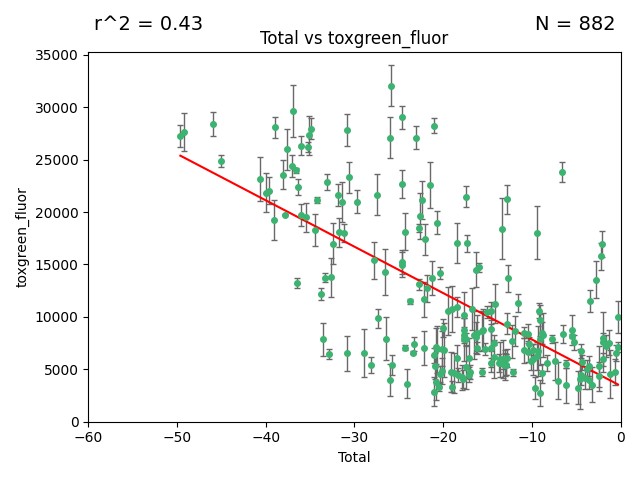 r^2 = 0.43 N = 882
Total vs toxgreen_fluor
35000
30000
25000
20000
15000
10000
5000
0
toxgreen_fluor
−60 −50 −40 −30 −20 −10 0
Total